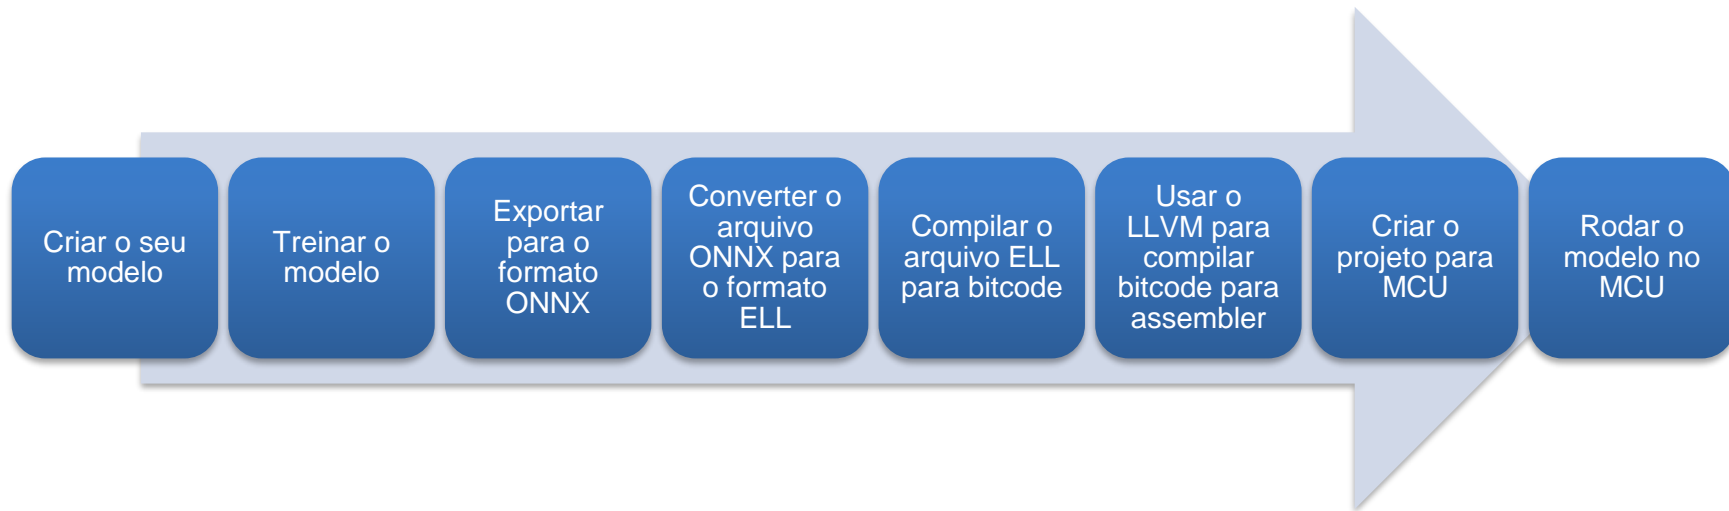 Criar o seu
modelo
Treinar o
modelo
Exportar
para o
formato
ONNX
Converter o
arquivo
ONNX para
o formato
ELL
Compilar o
arquivo ELL
para bitcode
Usar o
LLVM para
compilar
bitcode para
assembler
Criar o
projeto para
MCU
Rodar o
modelo no
MCU